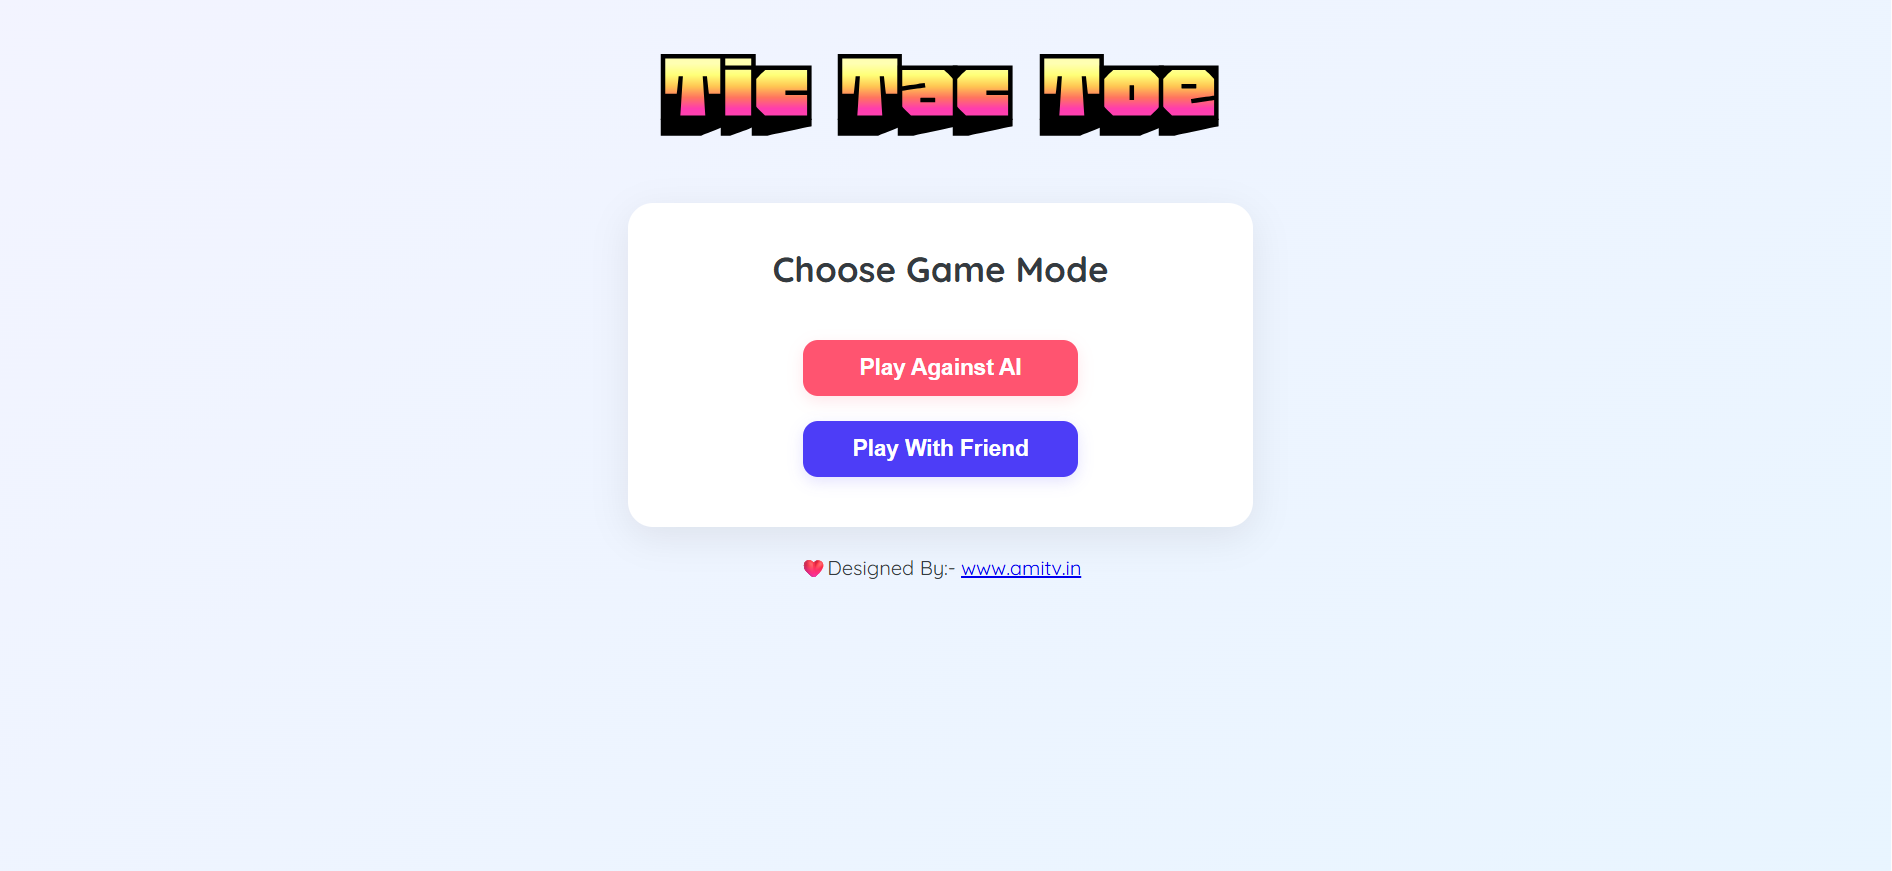 Tic Tac Toe
Choose Game Mode
Play Against AI
Play With Friend
Designed By:- www.amitv.in